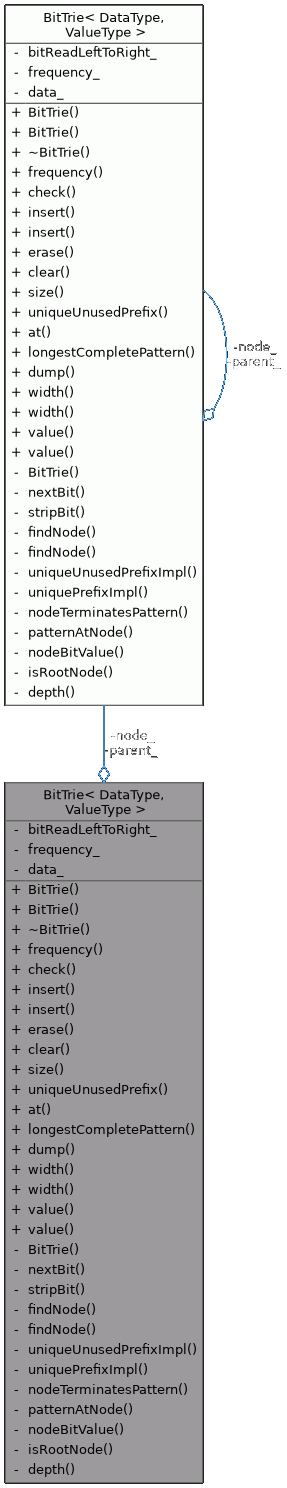 BitTrie< DataType,
ValueType >
- bitReadLeftToRight_
- frequency_
- data_
+ BitTrie()
+ BitTrie()
+ ~BitTrie()
+ frequency()
+ check()
+ insert()
+ insert()
+ erase()
+ clear()
+ size()
+ uniqueUnusedPrefix()
+ at()
+ longestCompletePattern()
+ dump()
+ width()
+ width()
+ value()
+ value()
- BitTrie()
- nextBit()
- stripBit()
- findNode()
- findNode()
- uniqueUnusedPrefixImpl()
- uniquePrefixImpl()
- nodeTerminatesPattern()
- patternAtNode()
- nodeBitValue()
- isRootNode()
- depth()
-node_
-parent_
-node_
-parent_
BitTrie< DataType,
ValueType >
- bitReadLeftToRight_
- frequency_
- data_
+ BitTrie()
+ BitTrie()
+ ~BitTrie()
+ frequency()
+ check()
+ insert()
+ insert()
+ erase()
+ clear()
+ size()
+ uniqueUnusedPrefix()
+ at()
+ longestCompletePattern()
+ dump()
+ width()
+ width()
+ value()
+ value()
- BitTrie()
- nextBit()
- stripBit()
- findNode()
- findNode()
- uniqueUnusedPrefixImpl()
- uniquePrefixImpl()
- nodeTerminatesPattern()
- patternAtNode()
- nodeBitValue()
- isRootNode()
- depth()